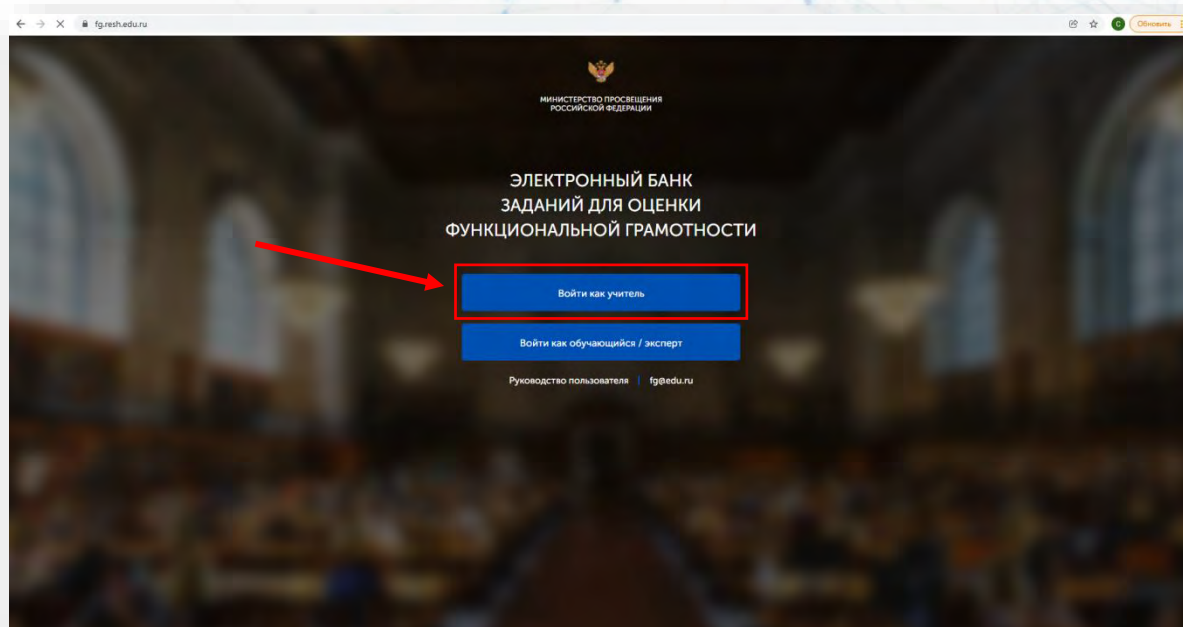 fg.resh.edu.ru
С
Обновить
МИНИСТЕРСТВО ПРОСВЕЩЕНИЯ
РОССИЙСКОЙ ФЕДЕРАЦИИ
ЭЛЕКТРОННЫЙ БАНК
ЗАДАНИЙ ДЛЯ ОЦЕНКИ
ФУНКЦИОНАЛЬНОЙ ГРАМОТНОСТИ
Войти как учитель
Войти как обучающийся / эксперт
Руководство пользователя | fg@edu.ru